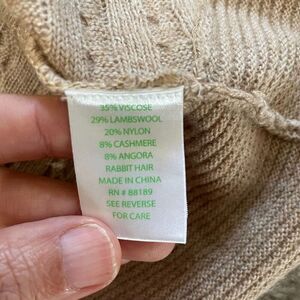 35% VISCOSE
29% LAMBSWOOL
20% NYLON
8% CASHMERE
8% ANGORA
RABBIT HAIR
MADE IN CHINA
RN # 88189
SEE REVERSE
FOR CARE